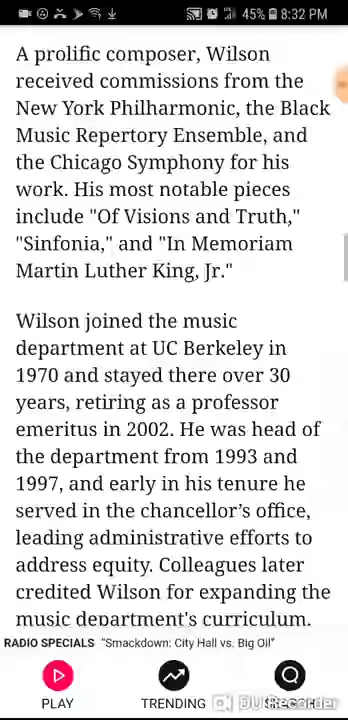 45% 8:32 PM
A prolific composer, Wilson
received commissions from the
New York Philharmonic, the Black
Music Repertory Ensemble, and
the Chicago Symphony for his
work. His most notable pieces
include "Of Visions and Truth,"
"Sinfonia," and "In Memoriam
Martin Luther King, Jr."
Wilson joined the music
department at UC Berkeley in
1970 and stayed there over 30
years, retiring as a professor
emeritus in 2002. He was head of
the department from 1993 and
1997, and early in his tenure he
served in the chancellor’s office,
leading administrative efforts to
address equity. Colleagues later
credited Wilson for expanding the
music department's curriculum.
RADIO SPECIALS "Smackdown: City Hall vs. Big Oil"
PLAY TRENDING SEARCH
DU Recorder